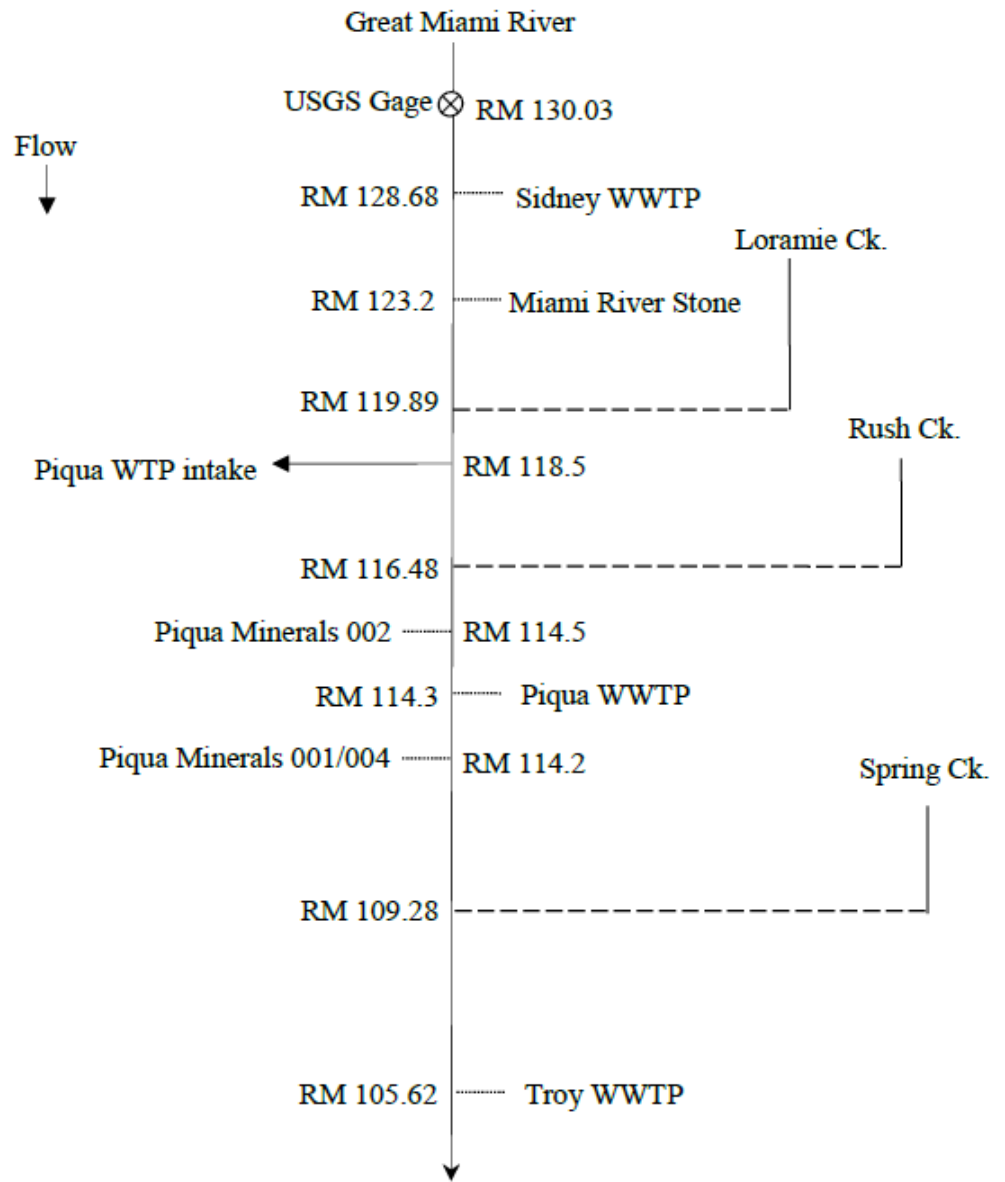 Great Miami River
USGS Gage
RM 130.03
Flow
RM 128.68
Sidney WWTP
Loramie Ck.
RM 123.2
Miami River Stone
RM 119.89
Rush Ck.
Piqua WTP intake
RM 118.5
RM 116.48
Piqua Minerals 002
RM 114.5
RM 114.3
Piqua WWTP
Piqua Minerals 001/004
RM 114.2
Spring Ck.
RM 109.28
RM 105.62
Troy WWTP